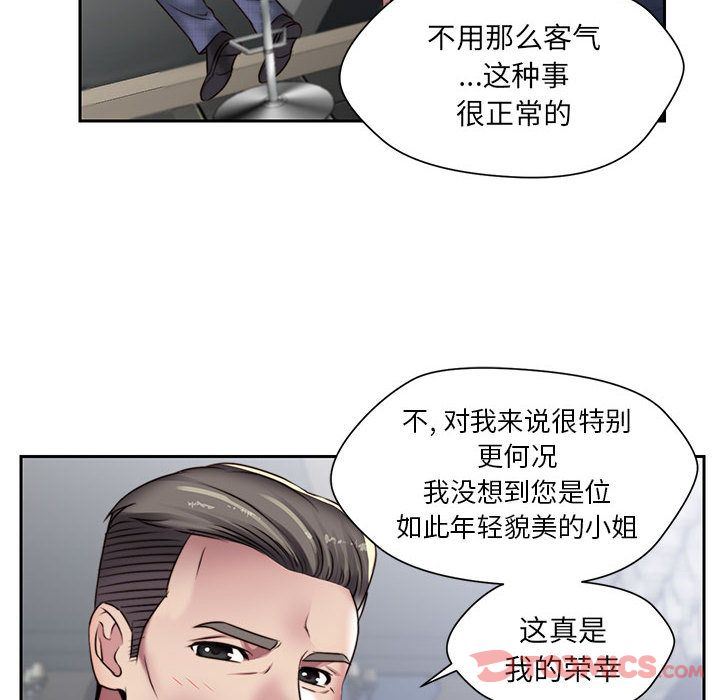 不用那么客气
...这种事
很正常的
不, 对我来说很特别
更何况
我没想到您是位
如此年轻貌美的小姐
这真是
我的荣幸
TOOMICS.COM